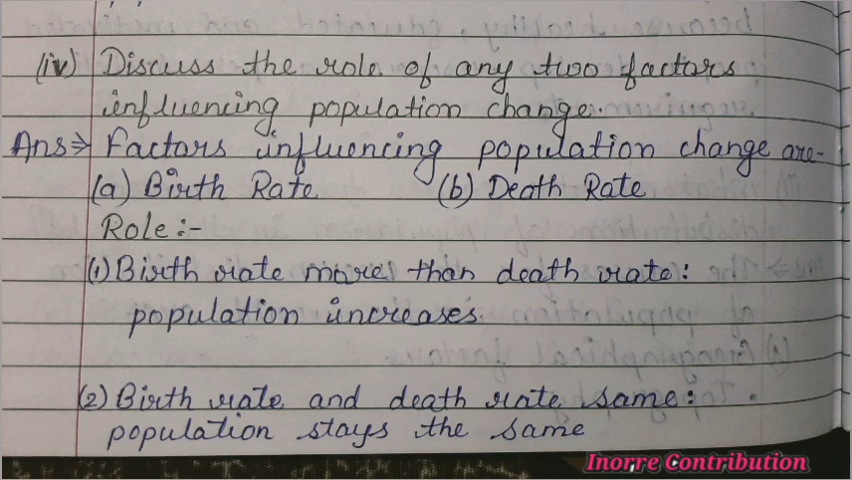 (iv) Discuss the role of any two factors
influencing population change.
Ans⇒ Factors influencing population change are-
(a) Birth Rate (b) Death Rate
Role :-
(1) Birth rate more than death rate:
population increases.
(2) Birth rate and death rate same:
population stays the same
Inorre Contribution